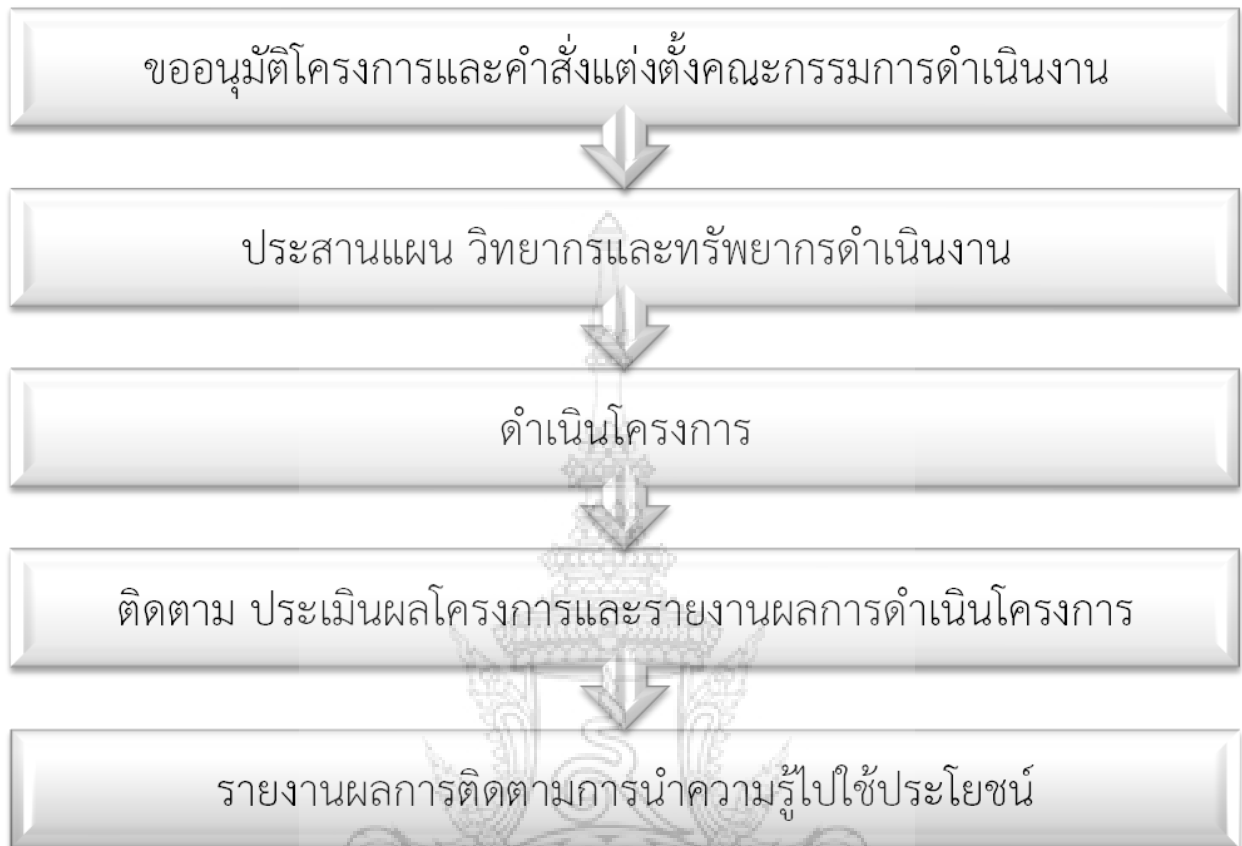 ขออนุมัติโครงการและคำสั่งแต่งตั้งคณะกรรมการดำเนินงาน
ประสานแผน วิทยากรและทรัพยากรดำเนินงาน
ดำเนินโครงการ
ติดตาม ประเมินผลโครงการและรายงานผลการดำเนินโครงการ
รายงานผลการติดตามการนำความรู้ไปใช้ประโยชน์